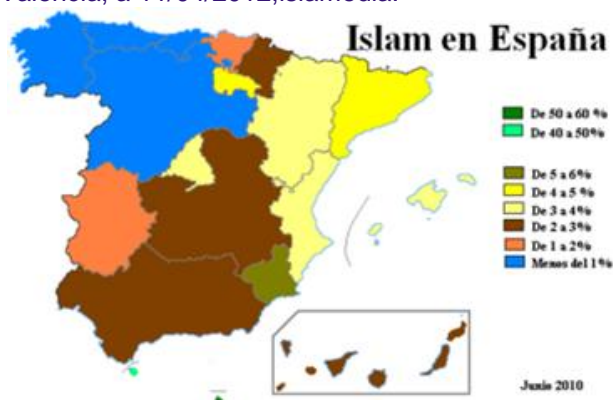 Islam en España
De 50 a 60 %
De 40 a 50%
De 5 a 6%
De 4 a 5 %
De 3 a 4%
De 2 a 3%
De 1 a 2%
Menos del 1%
Junio 2010